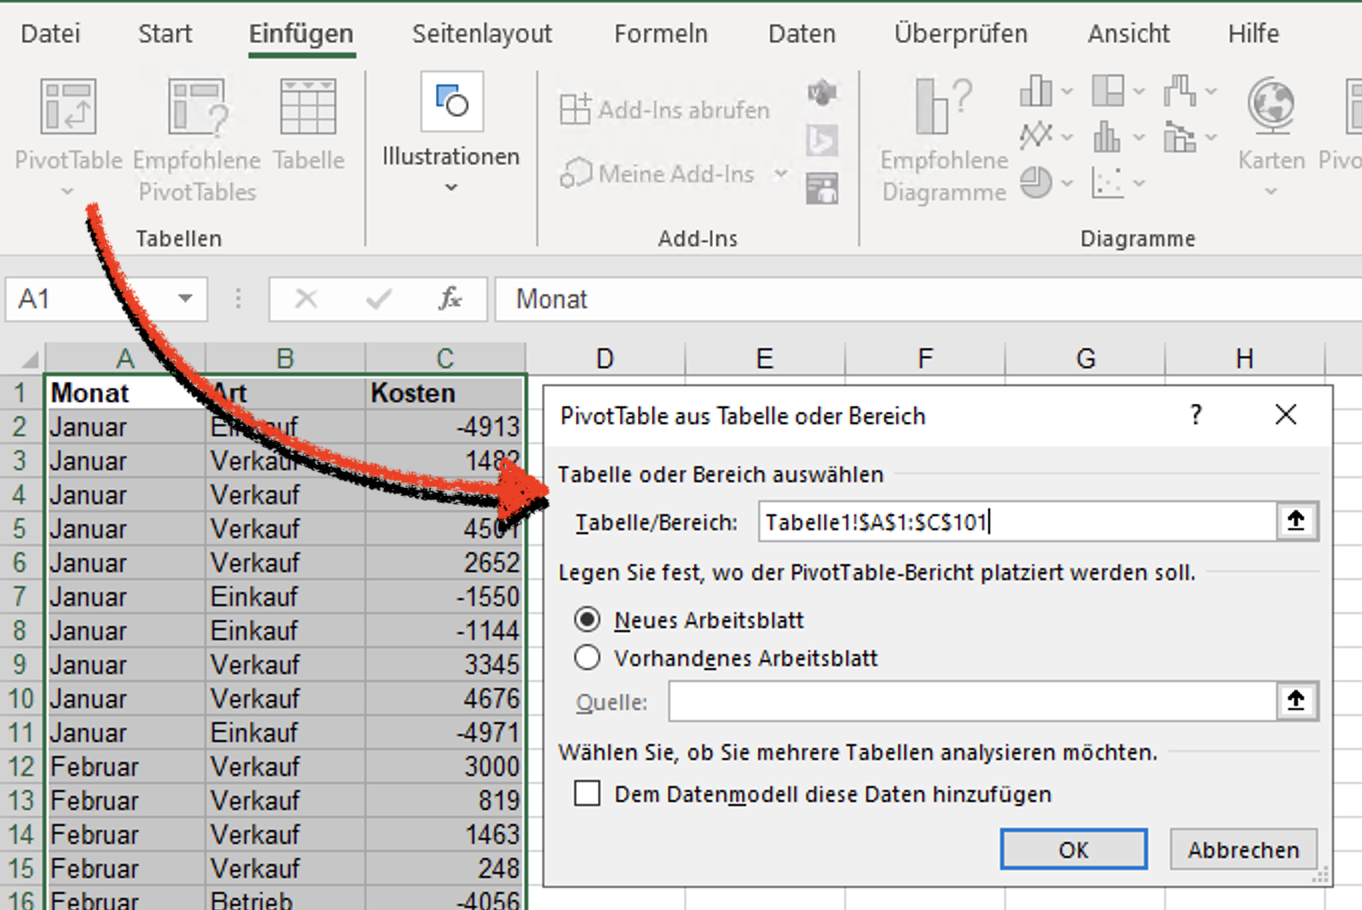 Datei Start Einfügen Seitenlayout Formeln Daten Überprüfen Ansicht Hilfe
PivotTable Empfohlene PivotTables Tabelle
Tabellen
Illustrationen
Add-Ins abrufen
Meine Add-Ins
Add-Ins
Empfohlene Diagramme
Karten
Diagramme
A1 fx Monat
A B C D E F G H
1 Monat Art Kosten
2 Januar Einkauf -4913
3 Januar Verkauf 1482
4 Januar Verkauf
5 Januar Verkauf 4501
6 Januar Verkauf 2652
7 Januar Einkauf -1550
8 Januar Einkauf -1144
9 Januar Verkauf 3345
10 Januar Verkauf 4676
11 Januar Einkauf -4971
12 Februar Verkauf 3000
13 Februar Verkauf 819
14 Februar Verkauf 1463
15 Februar Verkauf 248
16 Februar Betrieb -4056
PivotTable aus Tabelle oder Bereich ?
Tabelle oder Bereich auswählen
Tabelle/Bereich: Tabelle1!$A$1:$C$101
Legen Sie fest, wo der PivotTable-Bericht platziert werden soll.
Neues Arbeitsblatt
Vorhandenes Arbeitsblatt
Quelle:
Wählen Sie, ob Sie mehrere Tabellen analysieren möchten.
Dem Datenmodell diese Daten hinzufügen
OK Abbrechen